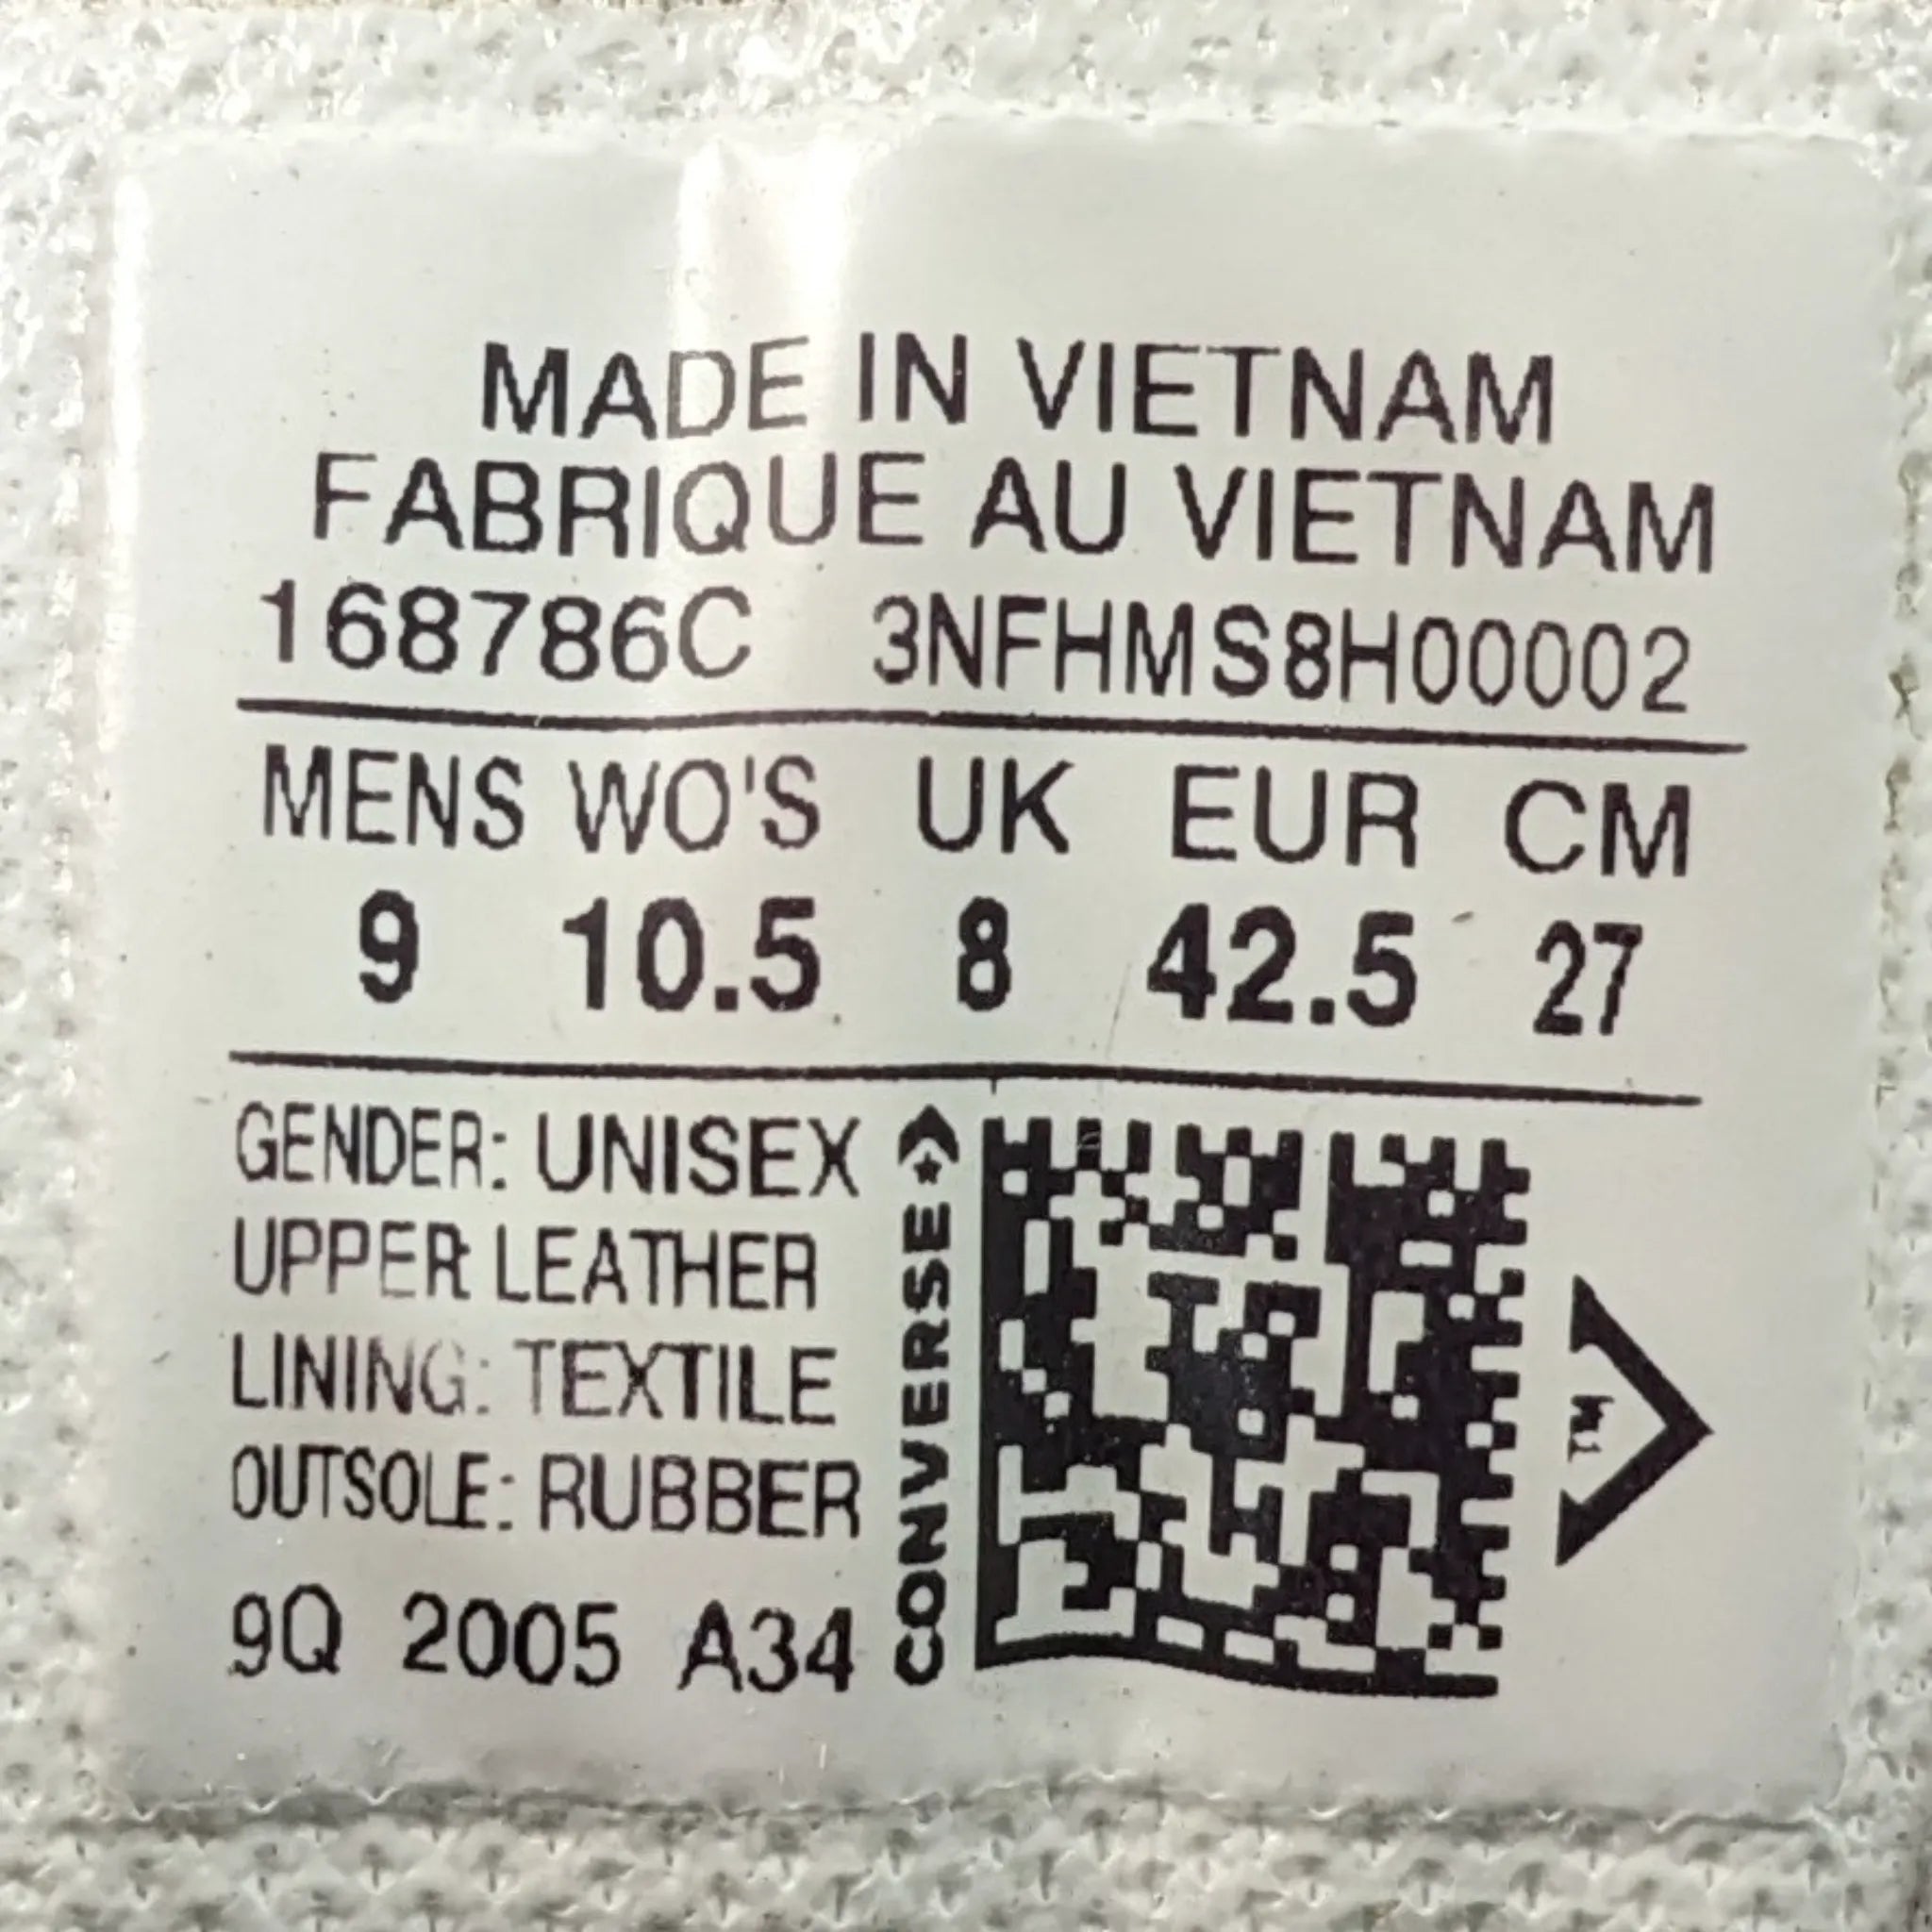 MADE IN VIETNAM
FABRIQUE AU VIETNAM
168786C 3NFHMS8H00002
MENS WO'S UK EUR CM
9 10.5 8 42.5 27
GENDER: UNISEX
UPPER LEATHER
LINING: TEXTILE
OUTSOLE: RUBBER
9Q 2005 A34
CONVERSE